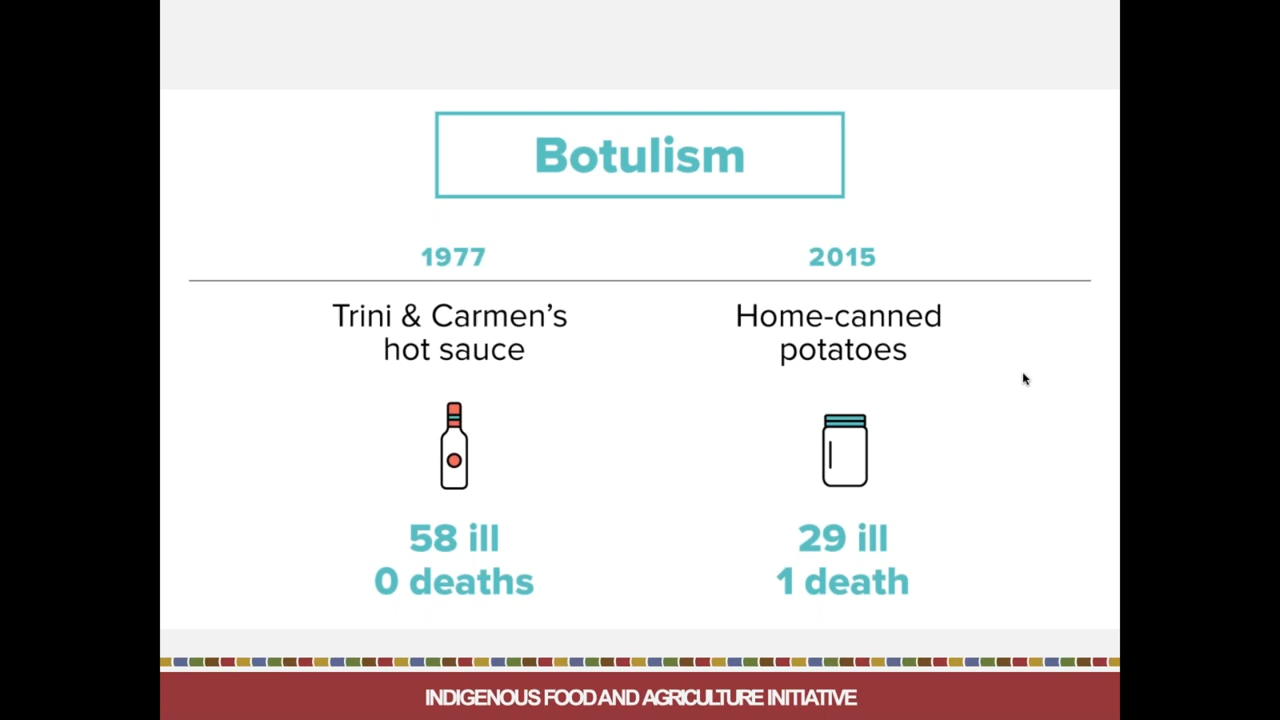 Botulism
1977
2015
Trini & Carmen’s
hot sauce
Home-canned
potatoes
58 ill
0 deaths
29 ill
1 death
INDIGENOUS FOOD AND AGRICULTURE INITIATIVE